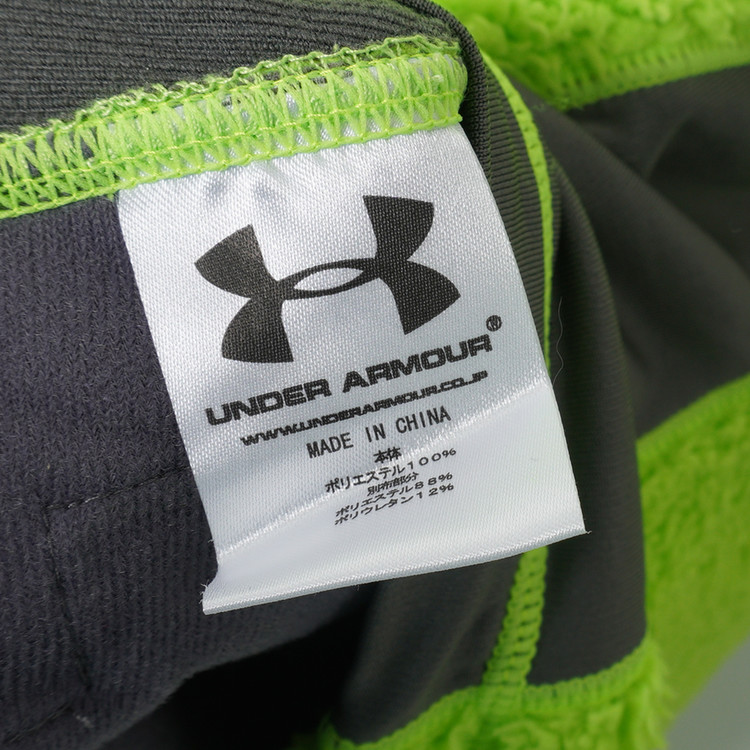 UNDER ARMOUR®
WWW.UNDERARMOUR.CO.JP
MADE IN CHINA
本体
ポリエステル100%
別布部分
ポリエステル88%
ポリウレタン12%